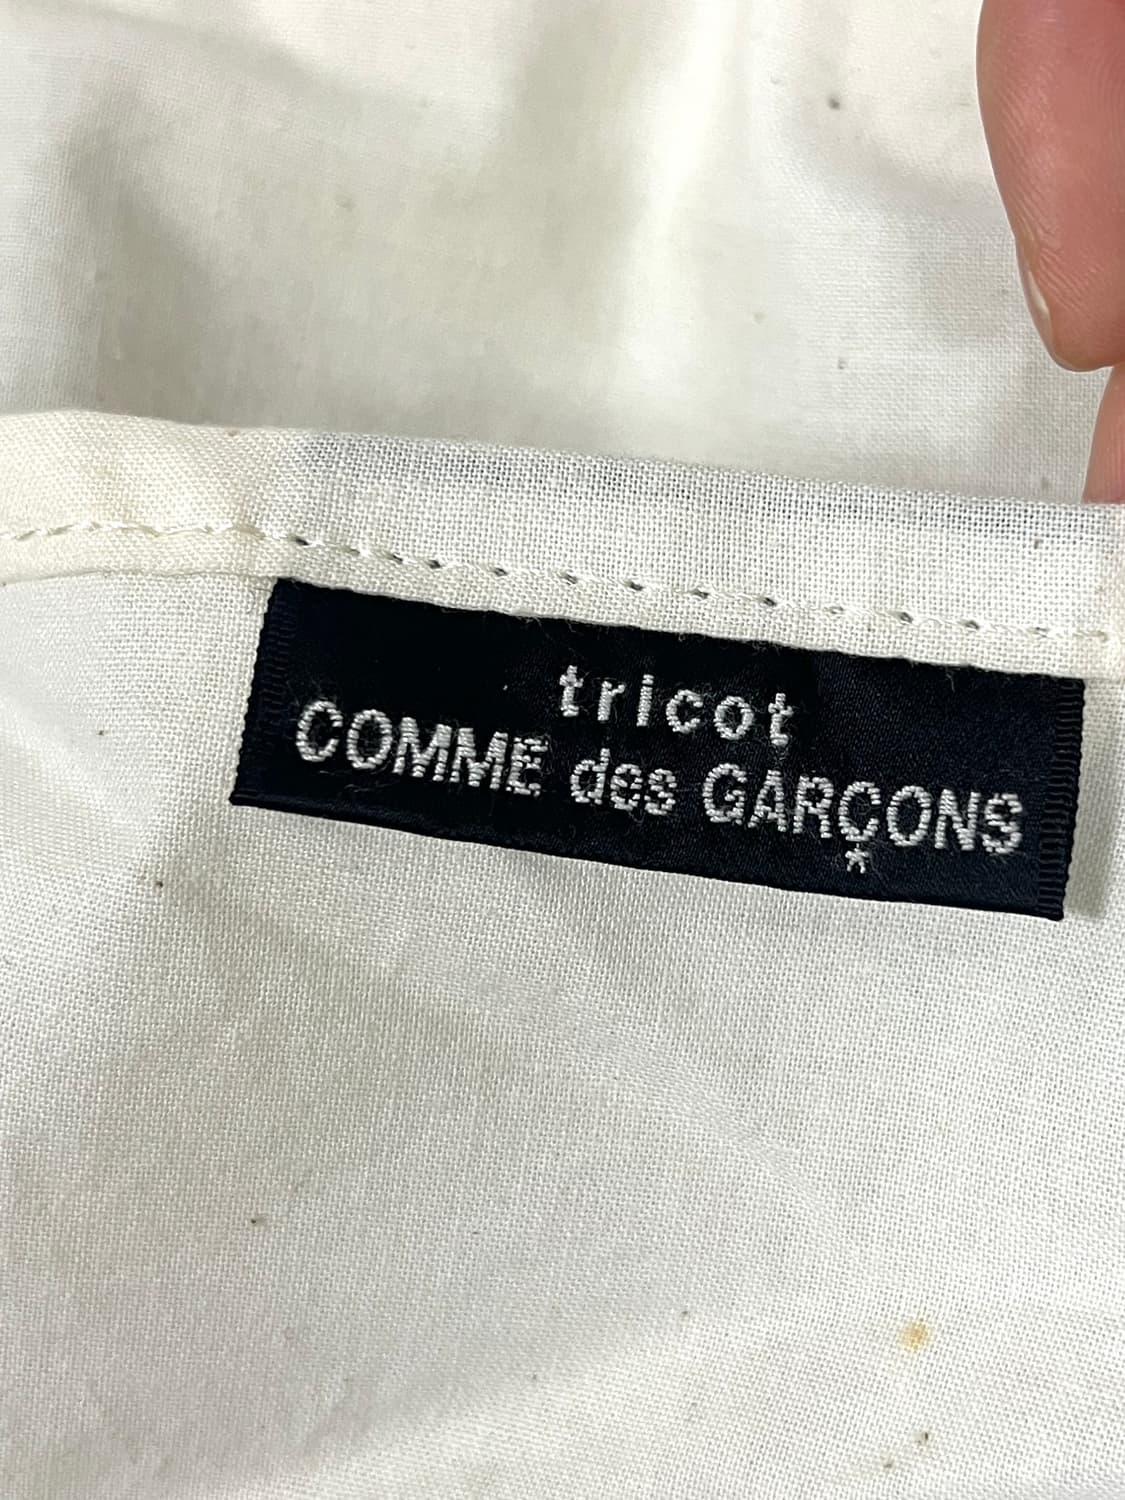 tricot
COMME des GARÇONS
*